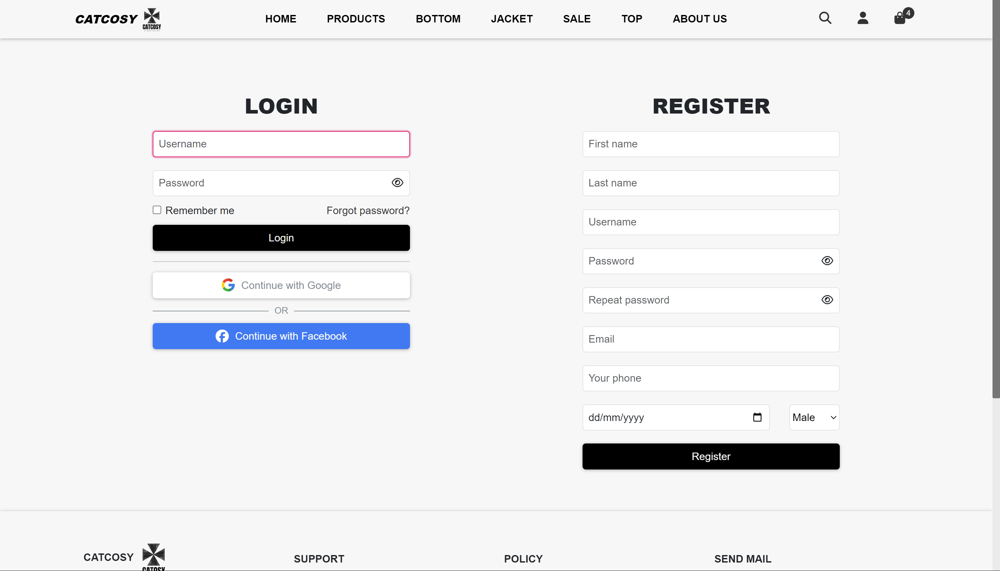 CATCOSY
CATCOSY
STREETWEAR
HOME
PRODUCTS
BOTTOM
JACKET
SALE
TOP
ABOUT US
4
LOGIN
Username
Password
Remember me
Forgot password?
Login
Continue with Google
OR
Continue with Facebook
REGISTER
First name
Last name
Username
Password
Repeat password
Email
Your phone
dd/mm/yyyy
Male
Register
CATCOSY
CATOSY
SUPPORT
POLICY
SEND MAIL